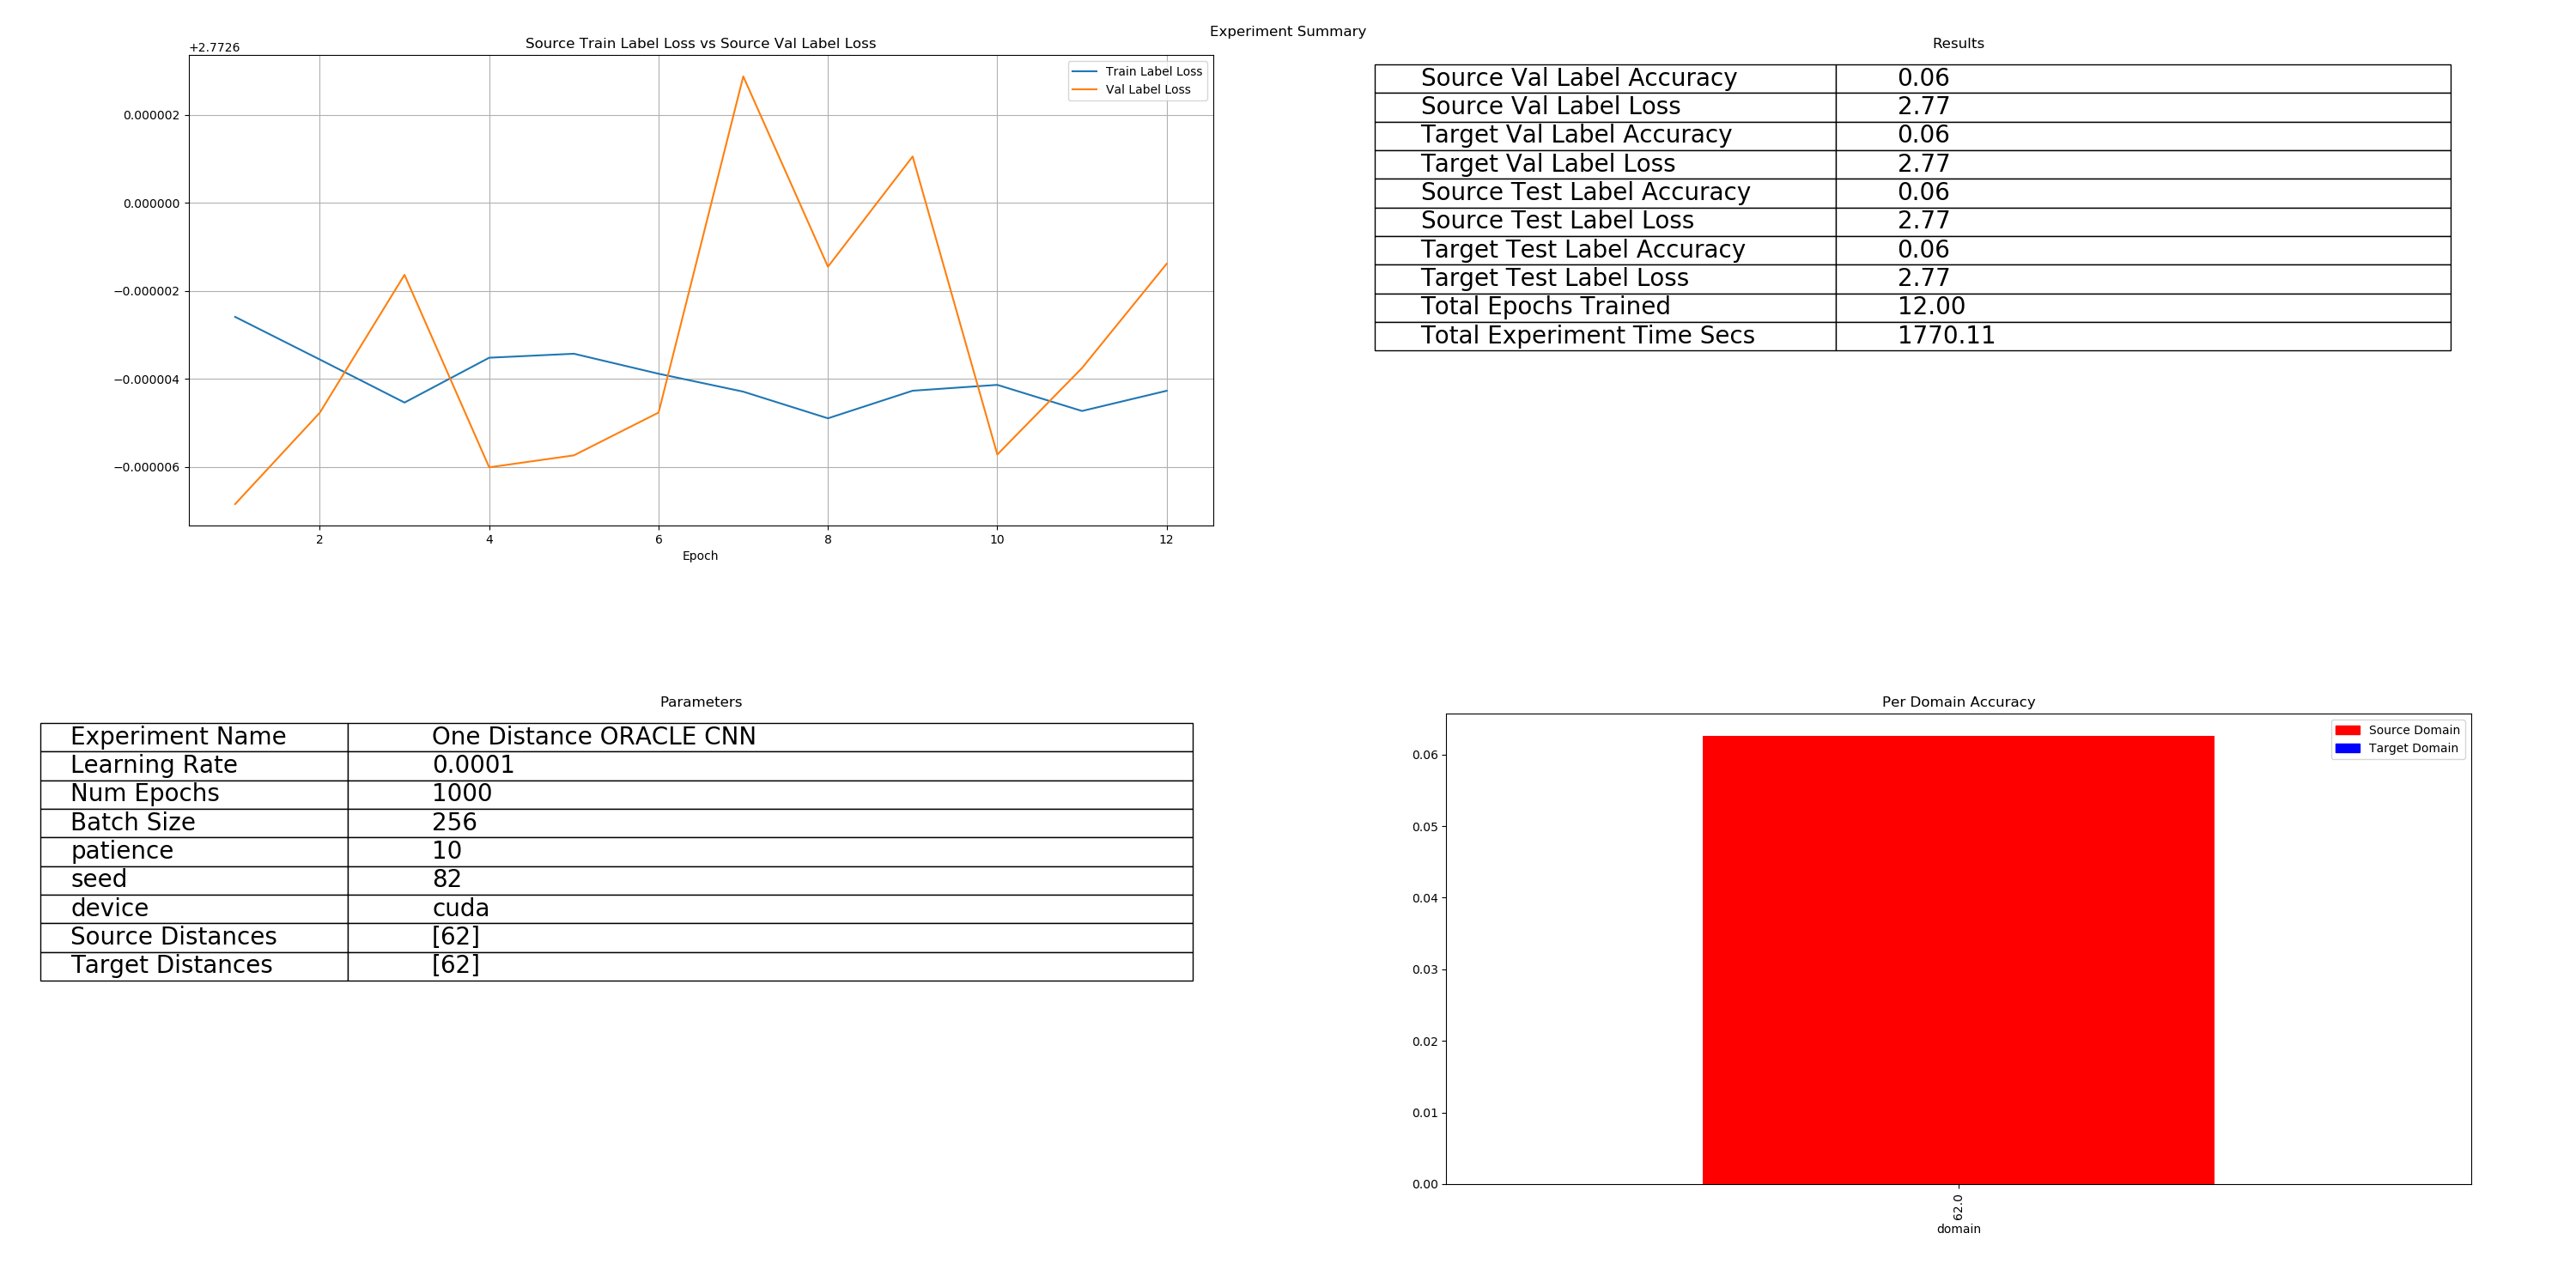 Experiment Summary
Source Train Label Loss vs Source Val Label Loss
+2.7726
Train Label Loss
Val Label Loss
0.000002
0.000000
−0.000002
−0.000004
−0.000006
2 4 6 8 10 12
Epoch
Results
Source Val Label Accuracy 0.06
Source Val Label Loss 2.77
Target Val Label Accuracy 0.06
Target Val Label Loss 2.77
Source Test Label Accuracy 0.06
Source Test Label Loss 2.77
Target Test Label Accuracy 0.06
Target Test Label Loss 2.77
Total Epochs Trained 12.00
Total Experiment Time Secs 1770.11
Parameters
Experiment Name One Distance ORACLE CNN
Learning Rate 0.0001
Num Epochs 1000
Batch Size 256
patience 10
seed 82
device cuda
Source Distances [62]
Target Distances [62]
Per Domain Accuracy
Source Domain
Target Domain
0.06
0.05
0.04
0.03
0.02
0.01
0.00
62.0
domain